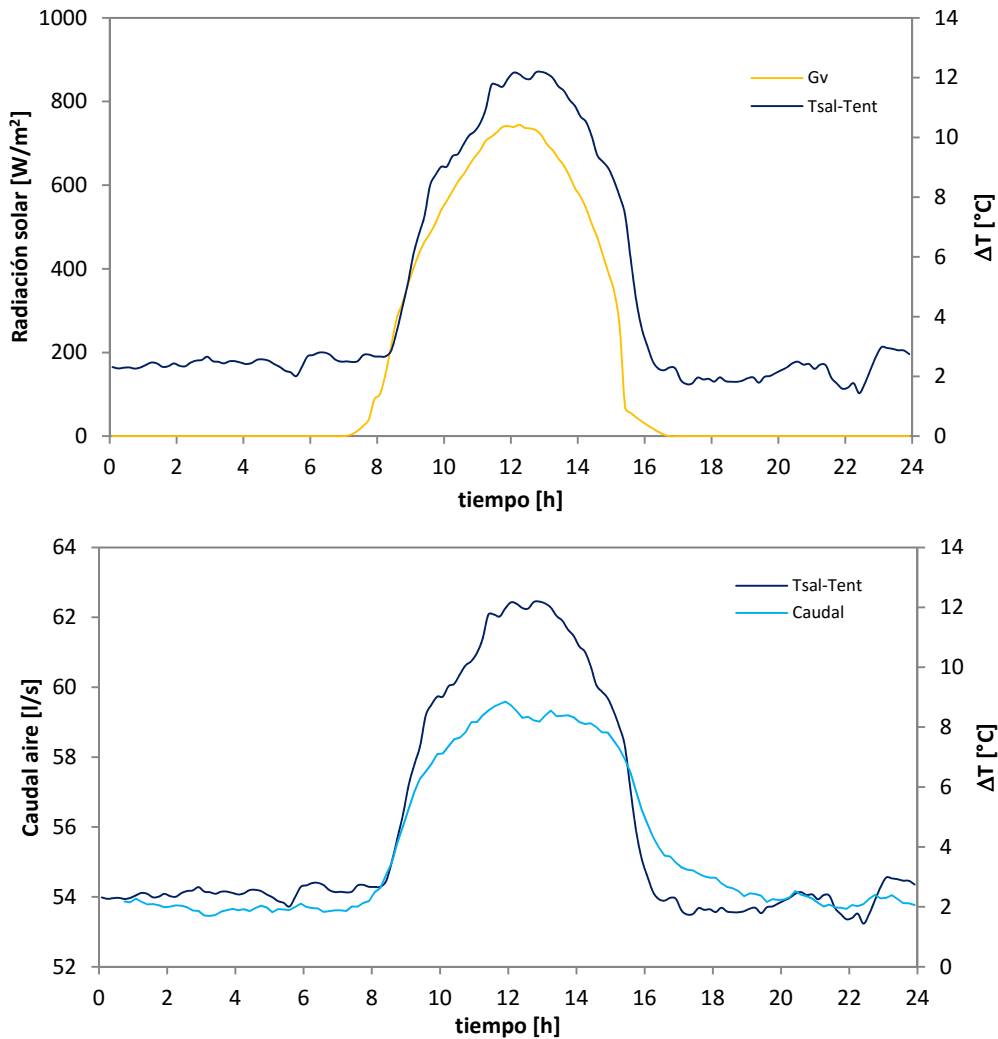 1000
800
600
400
200
0
Radiación solar [W/m²]
14
12
10
8
6
4
2
0
ΔT [°C]
Gv
Tsal-Tent
0 2 4 6 8 10 12 14 16 18 20 22 24
tiempo [h]
64
62
60
58
56
54
52
Caudal aire [l/s]
14
12
10
8
6
4
2
0
ΔT [°C]
Tsal-Tent
Caudal
0 2 4 6 8 10 12 14 16 18 20 22 24
tiempo [h]